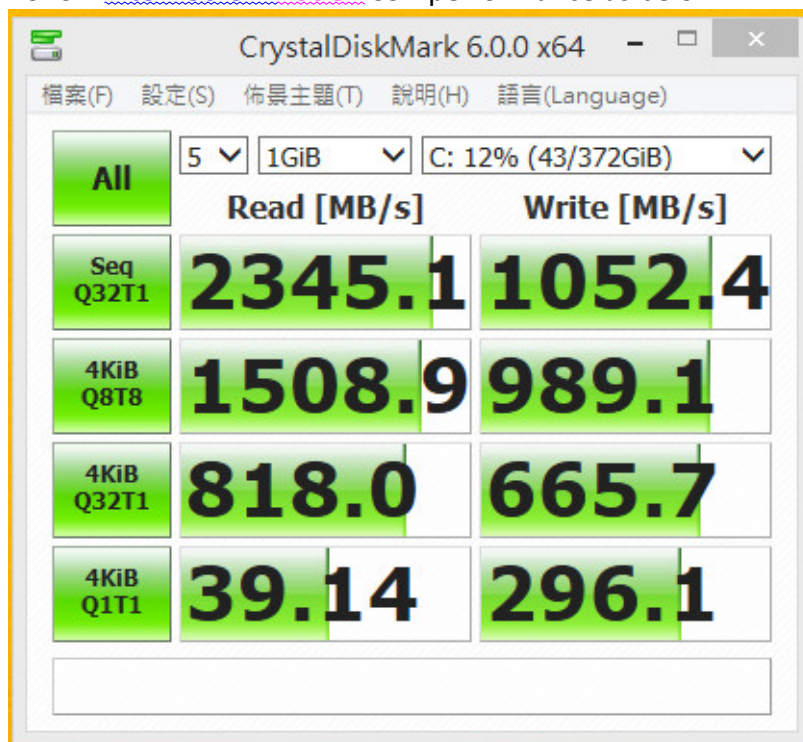 CrystalDiskMark 6.0.0 x64
檔案(F) 設定(S) 佈景主題(T) 說明(H) 語言(Language)
All 5 1GiB C: 12% (43/372GiB)
Read [MB/s] Write [MB/s]
Seq
Q32T1 2345.1 1052.4
4KiB
Q8T8 1508.9 989.1
4KiB
Q32T1 818.0 665.7
4KiB
Q1T1 39.14 296.1